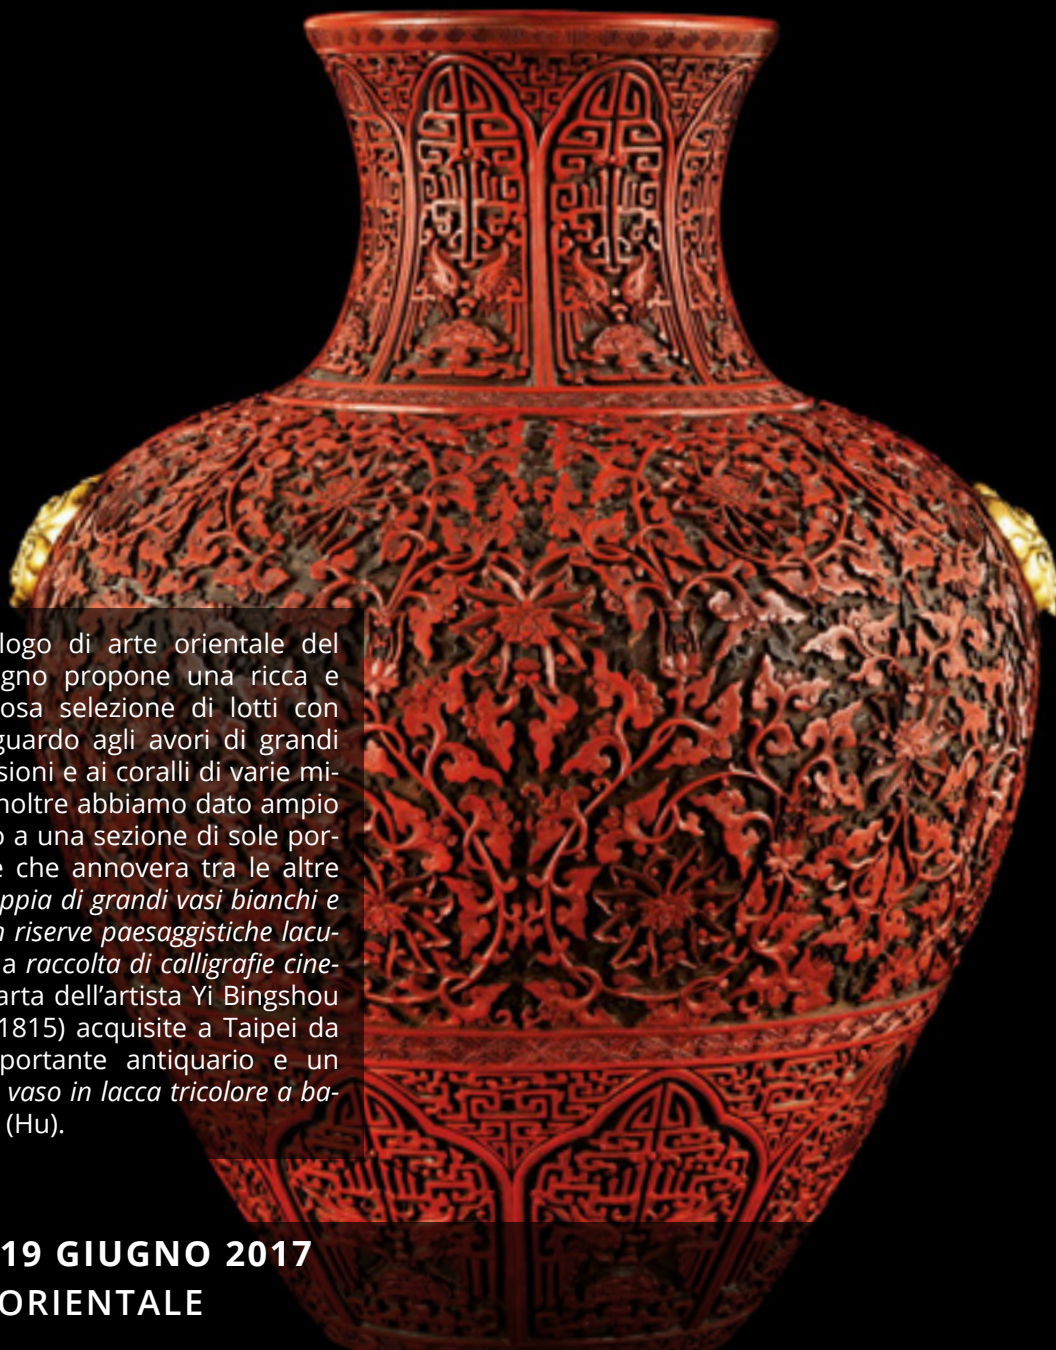 logo di arte orientale del
gno propone una ricca e
osa selezione di lotti con
guardo agli avori di grandi
sioni e ai coralli di varie mi-
noltre abbiamo dato ampio
o a una sezione di sole por-
e che annovera tra le altre
ppia di grandi vasi bianchi e
n riserve paesaggistiche lacu-
a raccolta di calligrafie cine-
arta dell’artista Yi Bingshou
1815) acquisite a Taipei da
portante antiquario e un
vaso in lacca tricolore a ba-
(Hu).
19 GIUGNO 2017
ORIENTALE